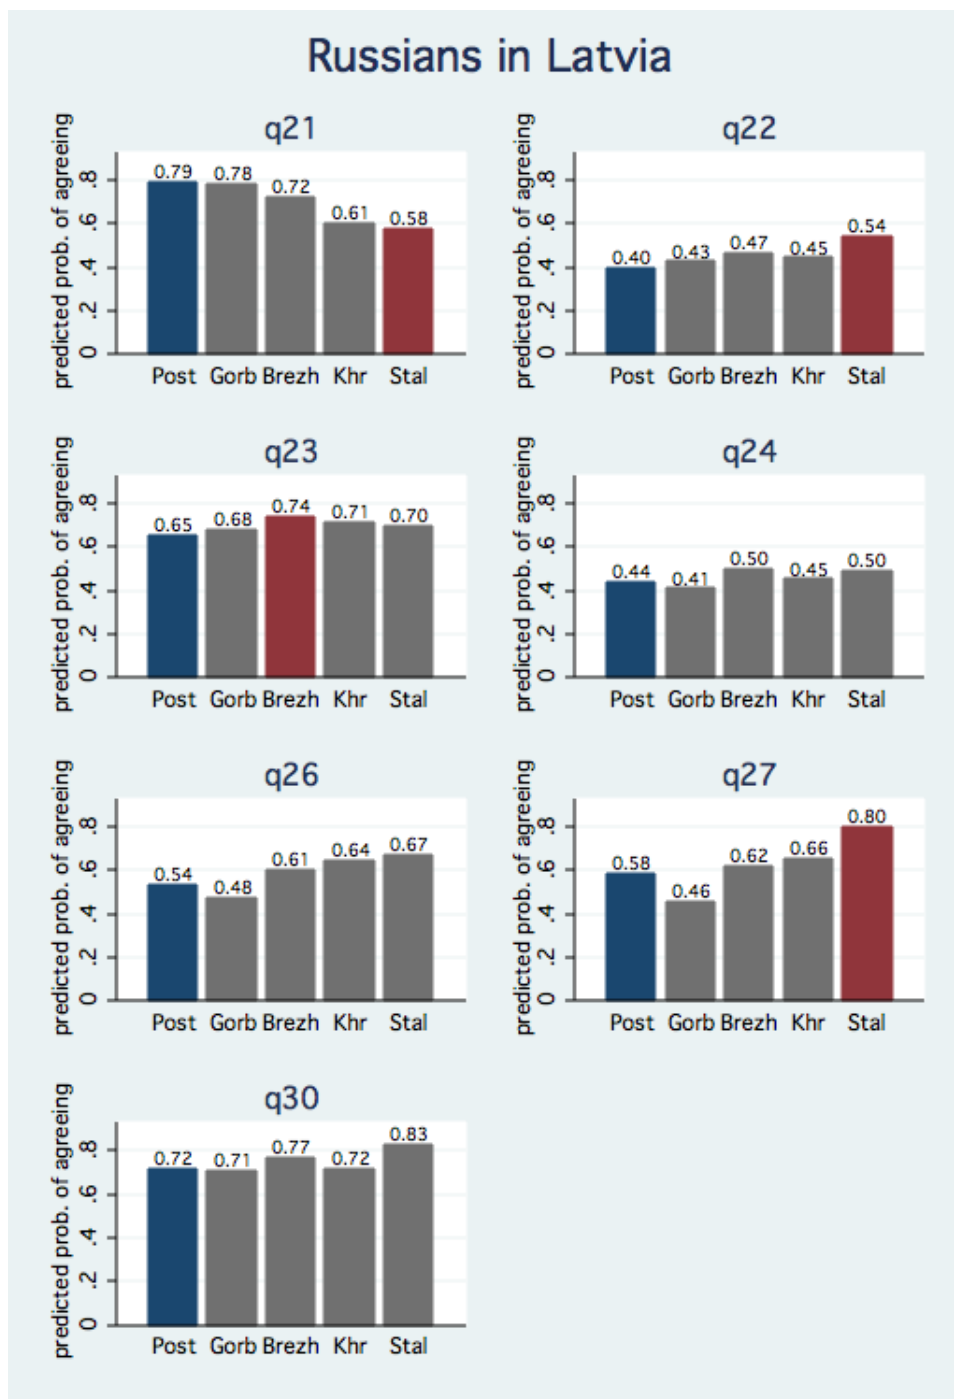 Russians in Latvia
q21
predicted prob. of agreeing
0 .2 .4 .6 .8
0.79 0.78 0.72 0.61 0.58
Post Gorb Brezh Khr Stal
q22
predicted prob. of agreeing
0 .2 .4 .6 .8
0.40 0.43 0.47 0.45 0.54
Post Gorb Brezh Khr Stal
q23
predicted prob. of agreeing
0 .2 .4 .6 .8
0.65 0.68 0.74 0.71 0.70
Post Gorb Brezh Khr Stal
q24
predicted prob. of agreeing
0 .2 .4 .6 .8
0.44 0.41 0.50 0.45 0.50
Post Gorb Brezh Khr Stal
q26
predicted prob. of agreeing
0 .2 .4 .6 .8
0.54 0.48 0.61 0.64 0.67
Post Gorb Brezh Khr Stal
q27
predicted prob. of agreeing
0 .2 .4 .6 .8
0.58 0.46 0.62 0.66 0.80
Post Gorb Brezh Khr Stal
q30
predicted prob. of agreeing
0 .2 .4 .6 .8
0.72 0.71 0.77 0.72 0.83
Post Gorb Brezh Khr Stal